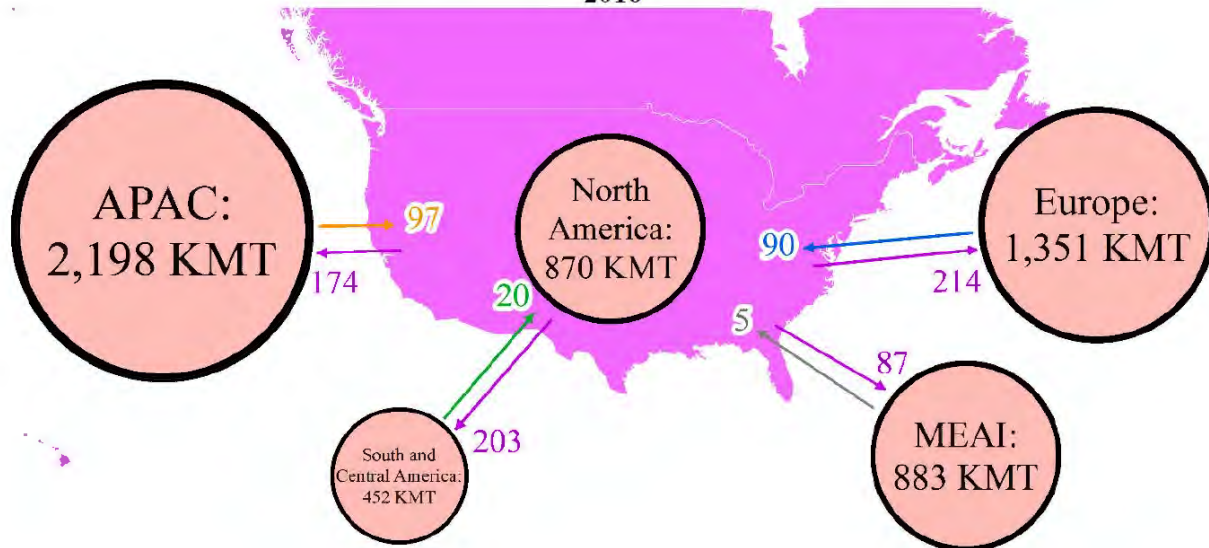 2016
APAC:
2,198 KMT
97
174
North
America:
870 KMT
90
214
Europe:
1,351 KMT
20
203
South and
Central America:
452 KMT
5
87
MEAI:
883 KMT